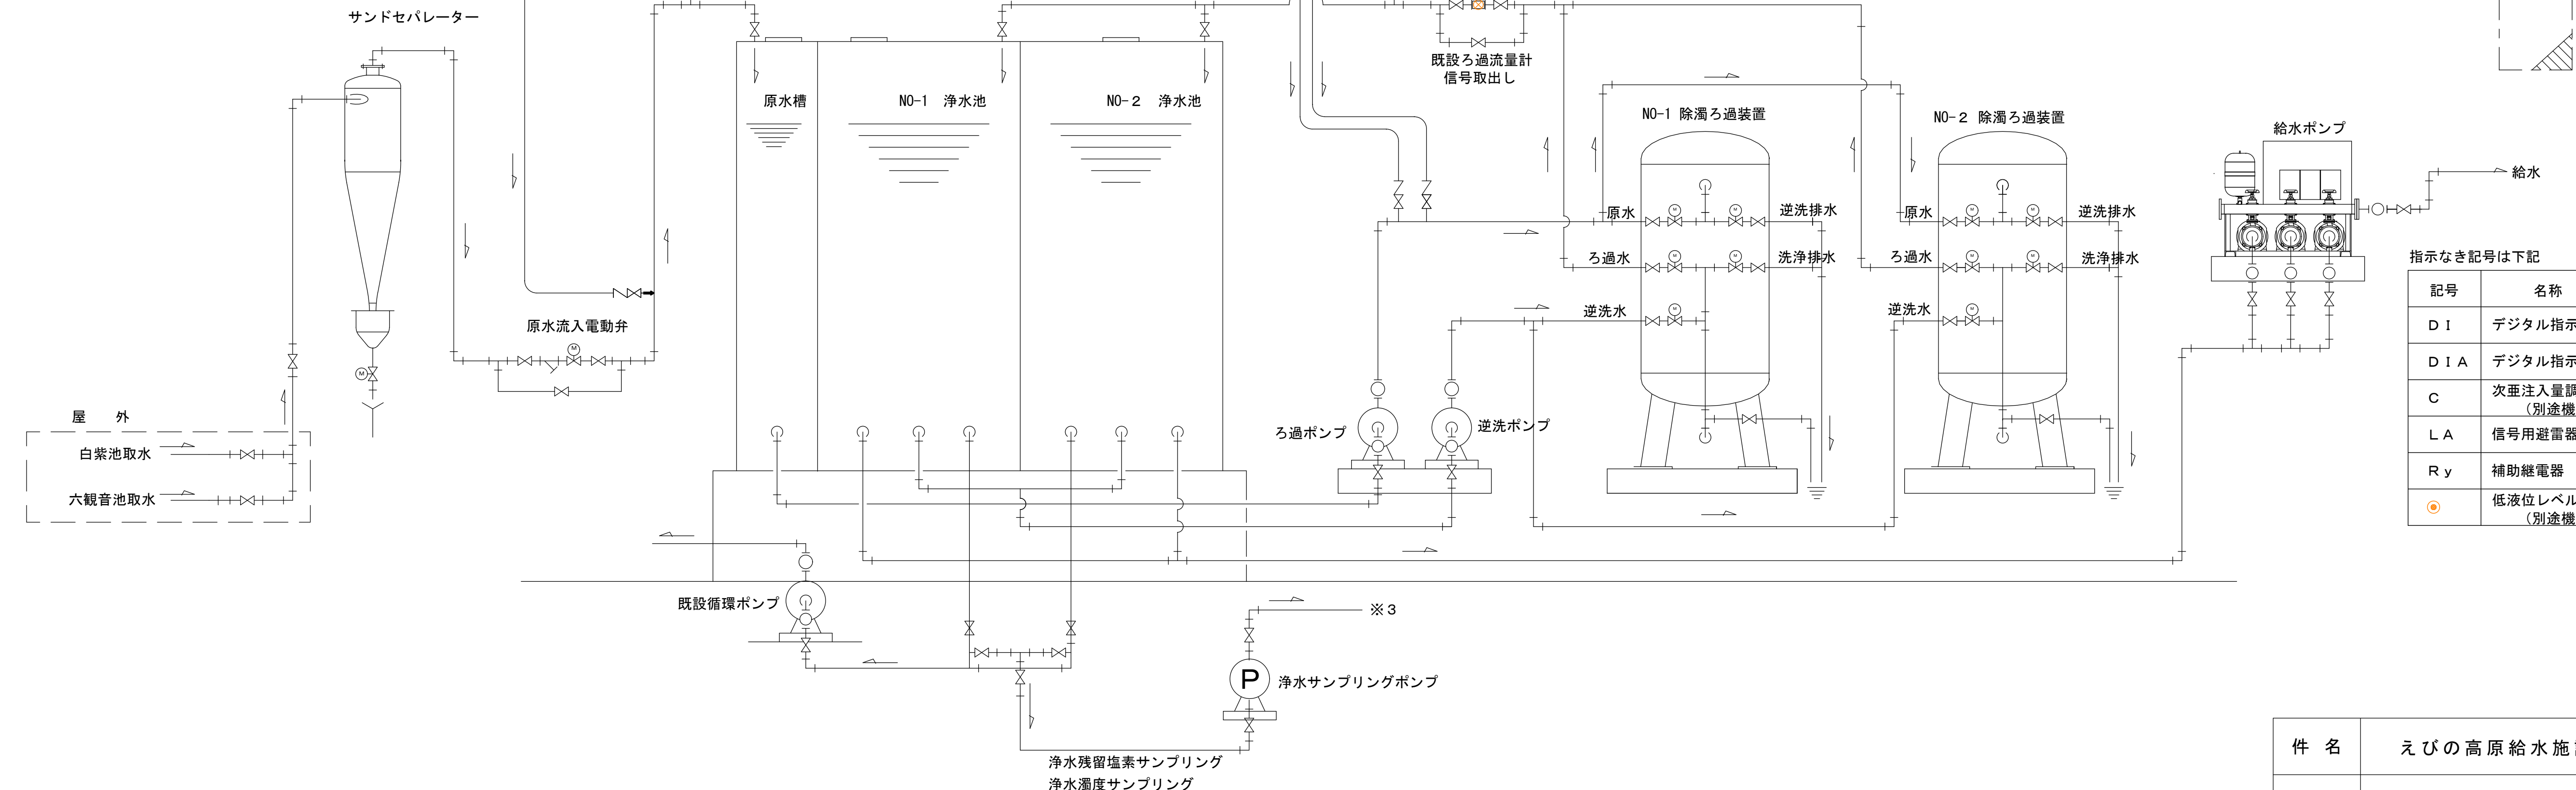 サンドセパレーター
既設ろ過流量計
信号取出し
原水槽
NO-1 浄水池
NO-２ 浄水池
NO-1 除濁ろ過装置
NO-２ 除濁ろ過装置
給水ポンプ
給水
原水
逆洗排水
原水
逆洗排水
M
M
M
M
ろ過水
洗浄排水
ろ過水
洗浄排水
M
M
M
M
逆洗水
逆洗水
M
M
原水流入電動弁
M
M
屋　外
白紫池取水
六観音池取水
ろ過ポンプ
逆洗ポンプ
既設循環ポンプ
※３
P
浄水サンプリングポンプ
浄水残留塩素サンプリング
浄水濁度サンプリング
指示なき記号は下記
記号 名称
ＤＩ デジタル指示
ＤＩＡ デジタル指示
Ｃ 次亜注入量調
（別途機
ＬＡ 信号用避雷器
Ｒｙ 補助継電器
低液位レベル
（別途機
件 名 えびの高原給水施